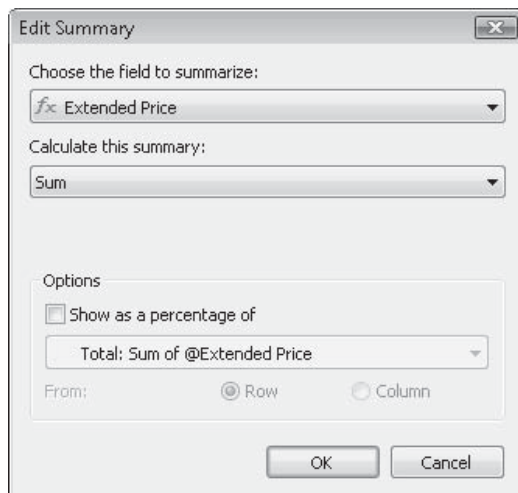 Edit Summary
Choose the field to summarize:
fx Extended Price
Calculate this summary:
Sum
Options
Show as a percentage of
Total: Sum of @Extended Price
From: Row Column
OK Cancel